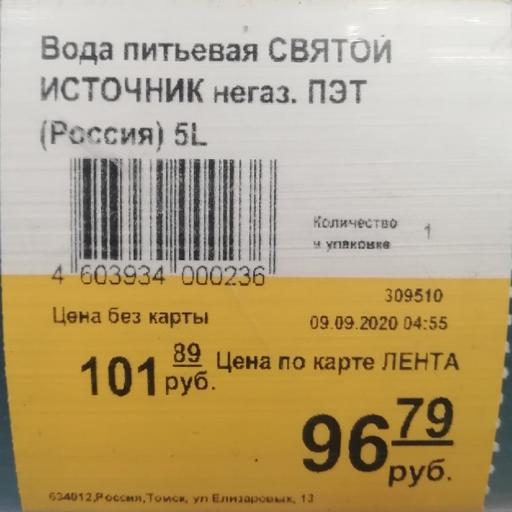 Вода питьевая СВЯТОЙ
ИСТОЧНИК негаз. ПЭТ
(Россия) 5L
Количество
в упаковке 1
4 603934 000236
309510
Цена без карты
09.09.2020 04:55
101 89 руб.
Цена по карте ЛЕНТА
96 79 руб.
634012,Россия,Томск, ул Елизаровых, 13